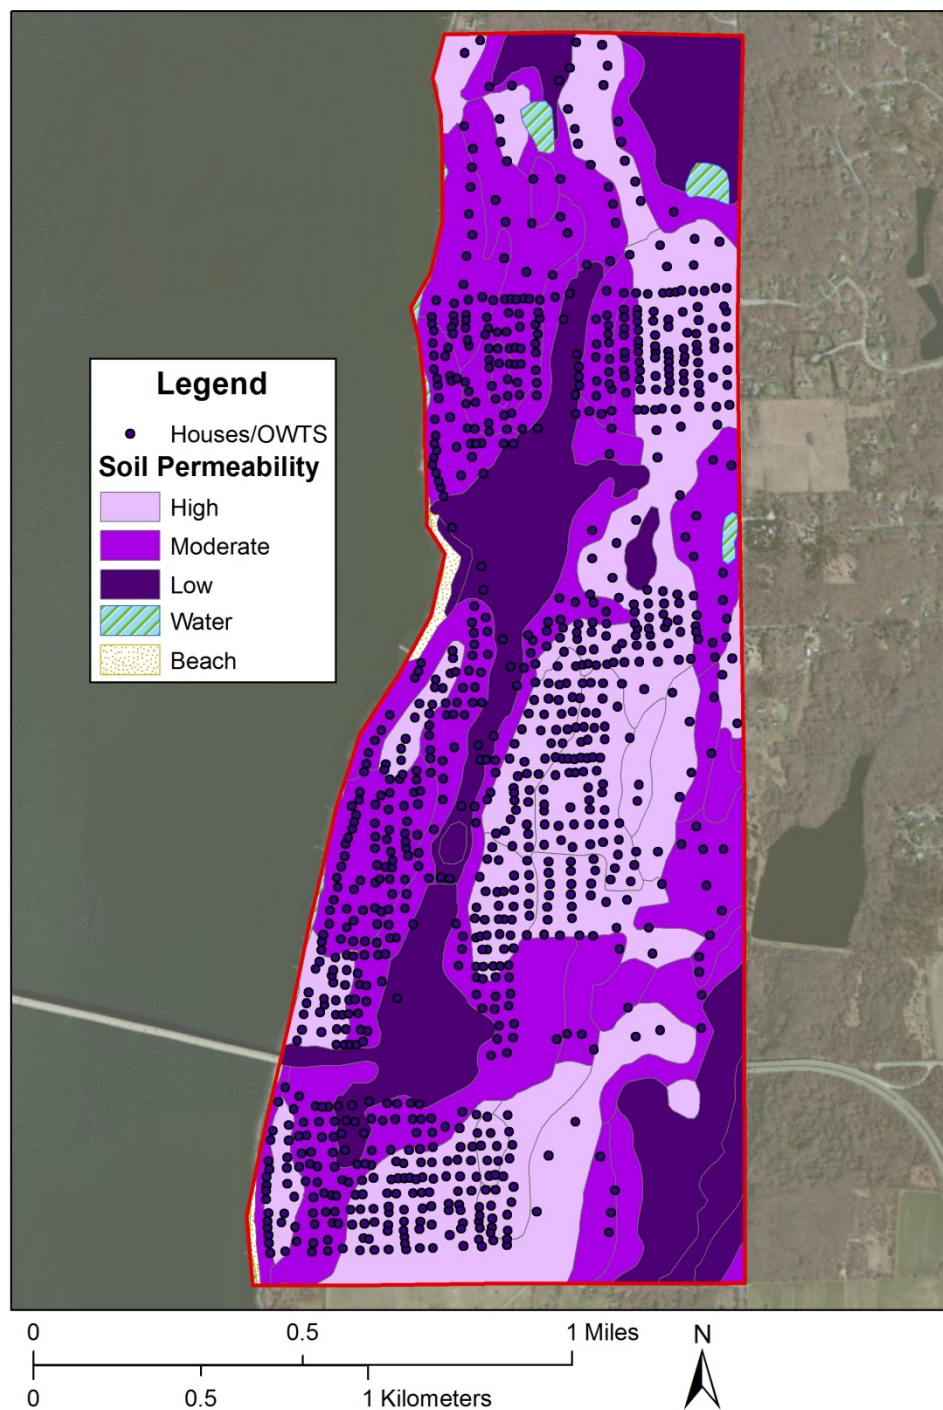 Legend
Houses/OWTS
Soil Permeability
High
Moderate
Low
Water
Beach
0 0.5 1 Miles
0 0.5 1 Kilometers
N